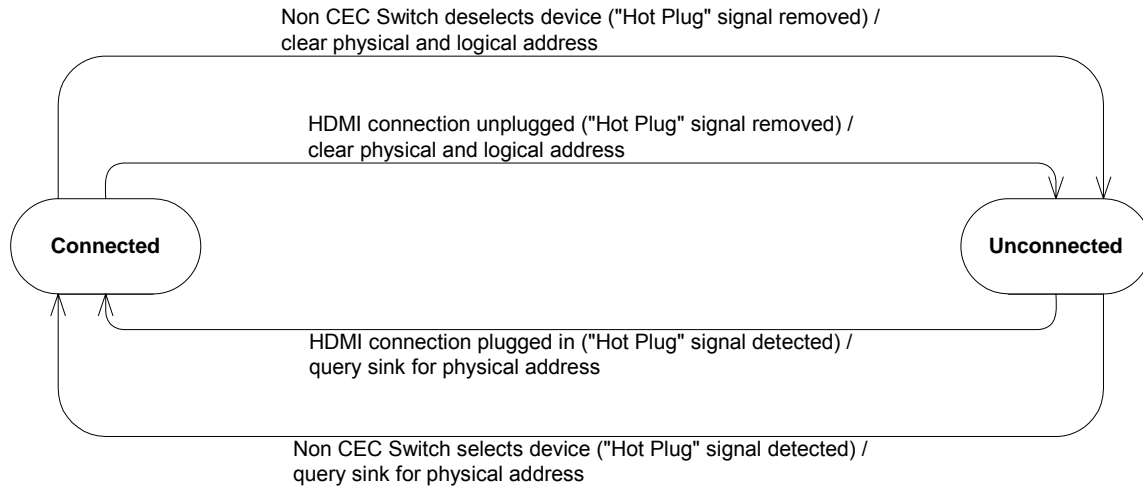 Non CEC Switch deselects device ("Hot Plug" signal removed) /
clear physical and logical address
HDMI connection unplugged ("Hot Plug" signal removed) /
clear physical and logical address
Connected
Unconnected
HDMI connection plugged in ("Hot Plug" signal detected) /
query sink for physical address
Non CEC Switch selects device ("Hot Plug" signal detected) /
query sink for physical address